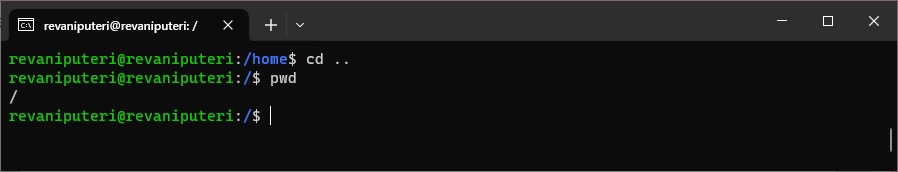 revaniputeri@revaniputeri: /
revaniputeri@revaniputeri:/home$ cd ..
revaniputeri@revaniputeri:/$ pwd
/
revaniputeri@revaniputeri:/$